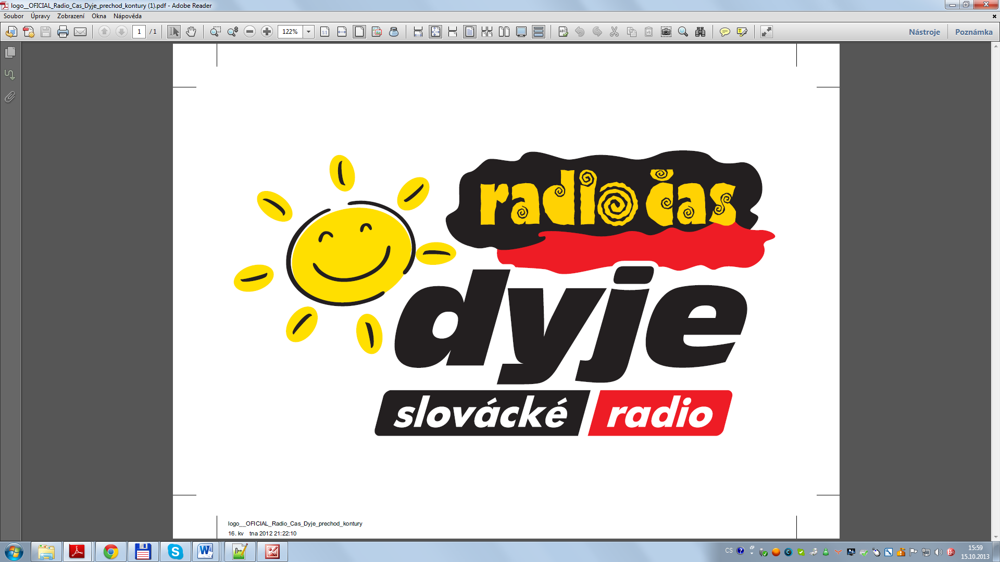 logo__OFICIAL_Radio_Cas_Dyje_prechod_kontury (1).pdf - Adobe Reader
Soubor Úpravy Zobrazení Okna Nápověda
1 / 1 122% Nástroje Poznámka
radio čas
dyje
slovácké radio
logo__OFICIAL_Radio_Cas_Dyje_prechod_kontury
16. kv tna 2012 21:22:10
CS 15:59
15.10.2013